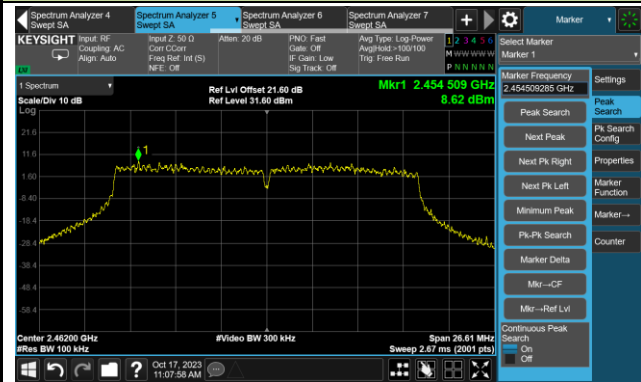 Spectrum Analyzer 4
Swept SA
Spectrum Analyzer 5
Swept SA
Spectrum Analyzer 6
Swept SA
Spectrum Analyzer 7
Swept SA
Marker
KEYSIGHT
Input: RF
Coupling: AC
Align: Auto
Input Z: 50 Ω
Corr CCorr
Freq Ref: Int (S)
NFE: Off
Atten: 20 dB
PNO: Fast
Gate: Off
IF Gain: Low
Sig Track: Off
Avg Type: Log-Power
Avg|Hold:>100/100
Trig: Free Run
1 2 3 4 5 6
M W W W W W
P N N N N N
Select Marker
Marker 1
1 Spectrum
Scale/Div 10 dB
Log
Ref Lvl Offset 21.60 dB
Ref Level 31.60 dBm
Mkr1 2.454 509 GHz
8.62 dBm
21.6
11.6
1.60
-8.40
-18.4
-28.4
-38.4
-48.4
-58.4
1
Center 2.46200 GHz
#Res BW 100 kHz
#Video BW 300 kHz
Span 26.61 MHz
Sweep 2.67 ms (2001 pts)
Marker Frequency
2.454509285 GHz
Peak Search
Next Peak
Next Pk Right
Next Pk Left
Minimum Peak
Pk-Pk Search
Marker Delta
Mkr→CF
Mkr→Ref Lvl
Continuous Peak
Search
On
Off
Settings
Peak
Search
Pk Search
Config
Properties
Marker
Function
Marker→
Counter
Oct 17, 2023
11:07:58 AM